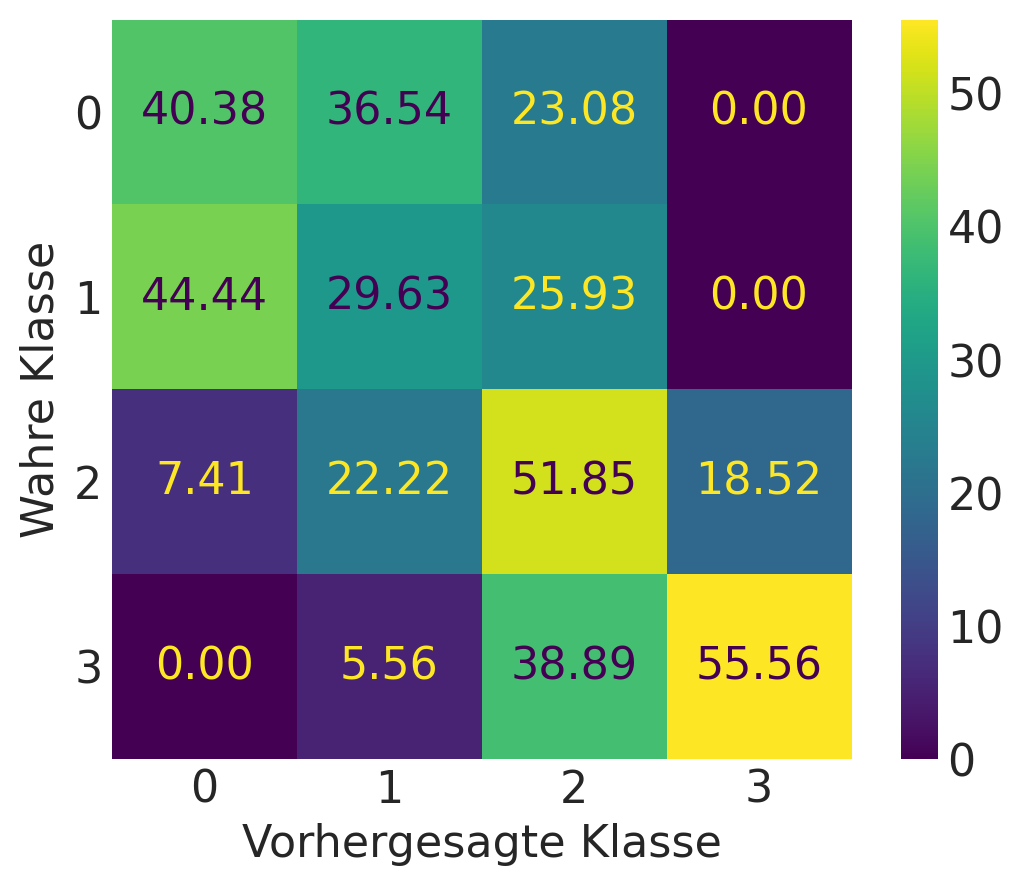 0 40.38 36.54 23.08 0.00
1 44.44 29.63 25.93 0.00
2 7.41 22.22 51.85 18.52
3 0.00 5.56 38.89 55.56
0 1 2 3
Vorhergesagte Klasse
Wahre Klasse
50
40
30
20
10
0